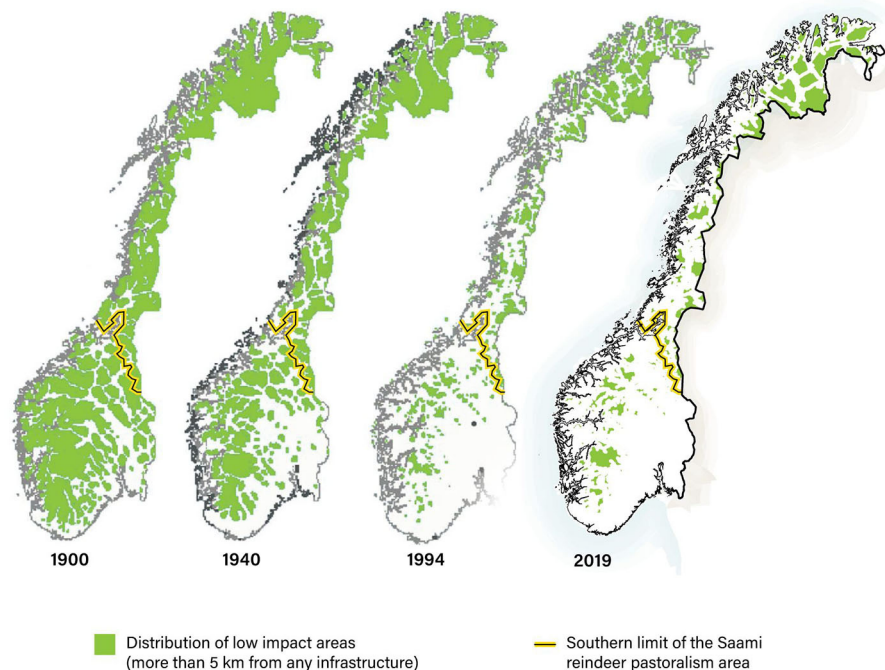 1900
1940
1994
2019
Distribution of low impact areas
(more than 5 km from any infrastructure)
Southern limit of the Saami
reindeer pastoralism area